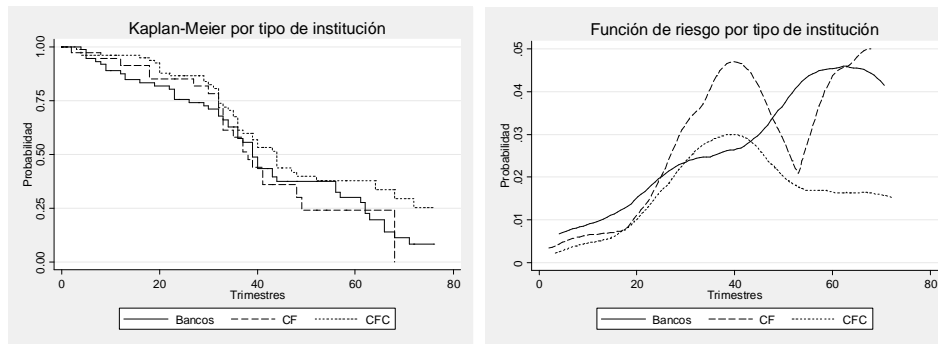 Kaplan-Meier por tipo de institución
Probabilidad
1.00
0.75
0.50
0.25
0.00
0 20 40 60 80
Trimestres
Bancos CF CFC
Función de riesgo por tipo de institución
Probabilidad
.05
.04
.03
.02
.01
0
0 20 40 60 80
Trimestres
Bancos CF CFC